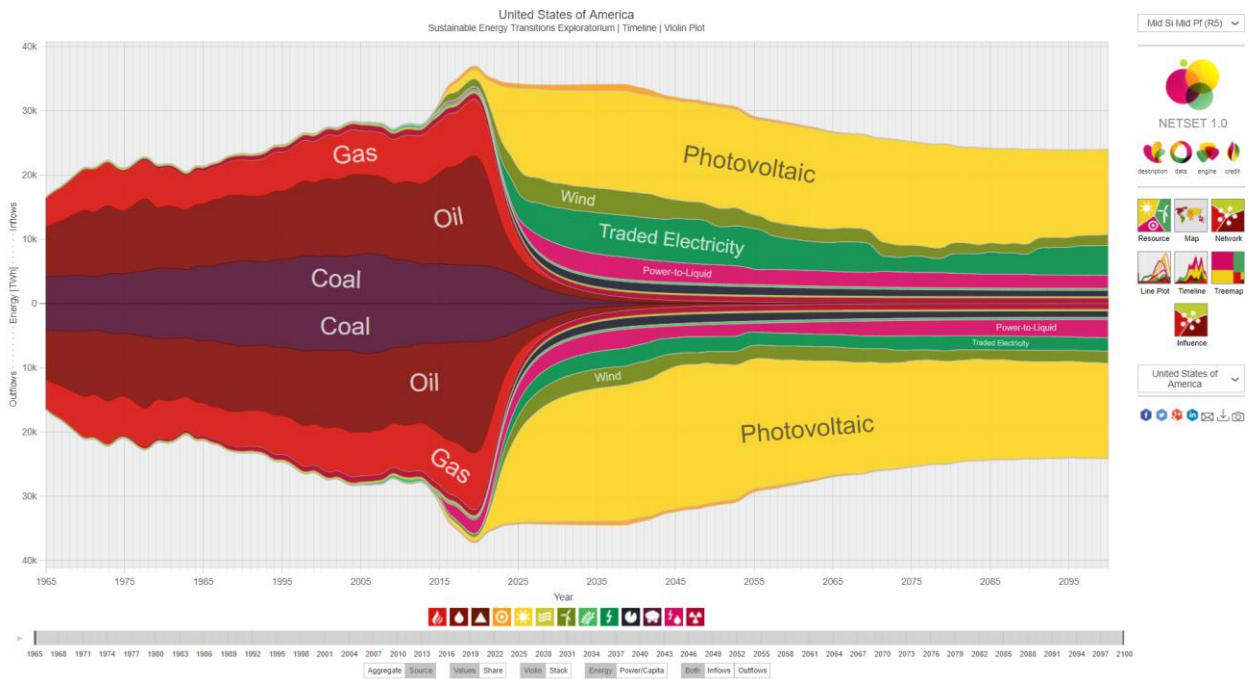 United States of America
Sustainable Energy Transitions Exploratorium | Timeline | Violin Plot
Mid Si Mid Pf (R5)
NETSET 1.0
description data engine credit
Resource Map Network
Line Plot Timeline Treemap
Influence
United States of
America
40k
30k
20k
10k
0
10k
20k
30k
40k
Outflows ······ Energy [TWh] ······ Inflows
Gas
Oil
Coal
Coal
Oil
Gas
Photovoltaic
Wind
Traded Electricity
Power-to-Liquid
Power-to-Liquid
Traded Electricity
Wind
Photovoltaic
1965 1975 1985 1995 2005 2015 2025 2035 2045 2055 2065 2075 2085 2095
Year
1965 1968 1971 1974 1977 1980 1983 1986 1989 1992 1995 1998 2001 2004 2007 2010 2013 2016 2019 2022 2025 2028 2031 2034 2037 2040 2043 2046 2049 2052 2055 2058 2061 2064 2067 2070 2073 2076 2079 2082 2085 2088 2091 2094 2097 2100
Aggregate Source Values Share Violin Stack Energy Power/Capita Both Inflows Outflows